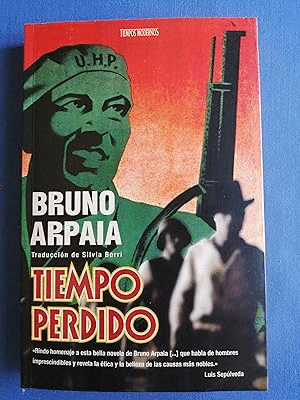 TIEMPOS MODERNOS
U.H.P.
BRUNO
ARPAIA
Traducción de Silvia Borri
TIEMPO
PERDIDO
«Rindo homenaje a esta bella novela de Bruno Arpaia [...] que habla de hombres
imprescindibles y revela la ética y la belleza de las causas más nobles.»
Luis Sepúlveda